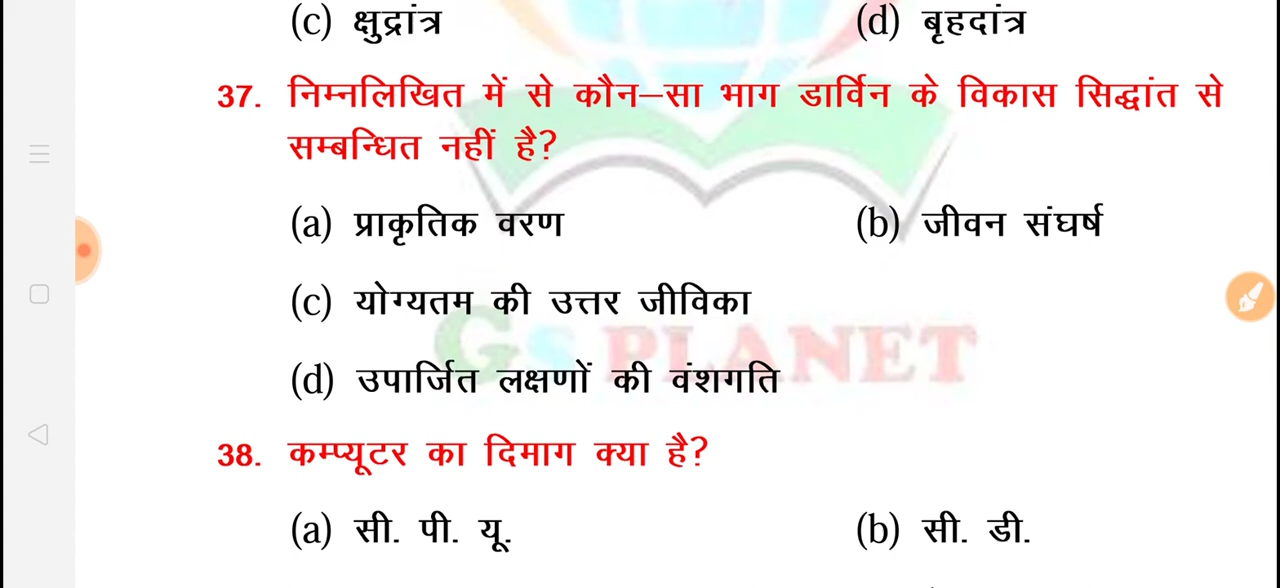 (c) क्षुद्रांत्र (d) बृहदांत्र
37. निम्नलिखित में से कौन–सा भाग डार्विन के विकास सिद्धांत से
सम्बन्धित नहीं है?
(a) प्राकृतिक वरण (b) जीवन संघर्ष
(c) योग्यतम की उत्तर जीविका
GS PLANET
(d) उपार्जित लक्षणों की वंशगति
38. कम्प्यूटर का दिमाग क्या है?
(a) सी. पी. यू. (b) सी. डी.